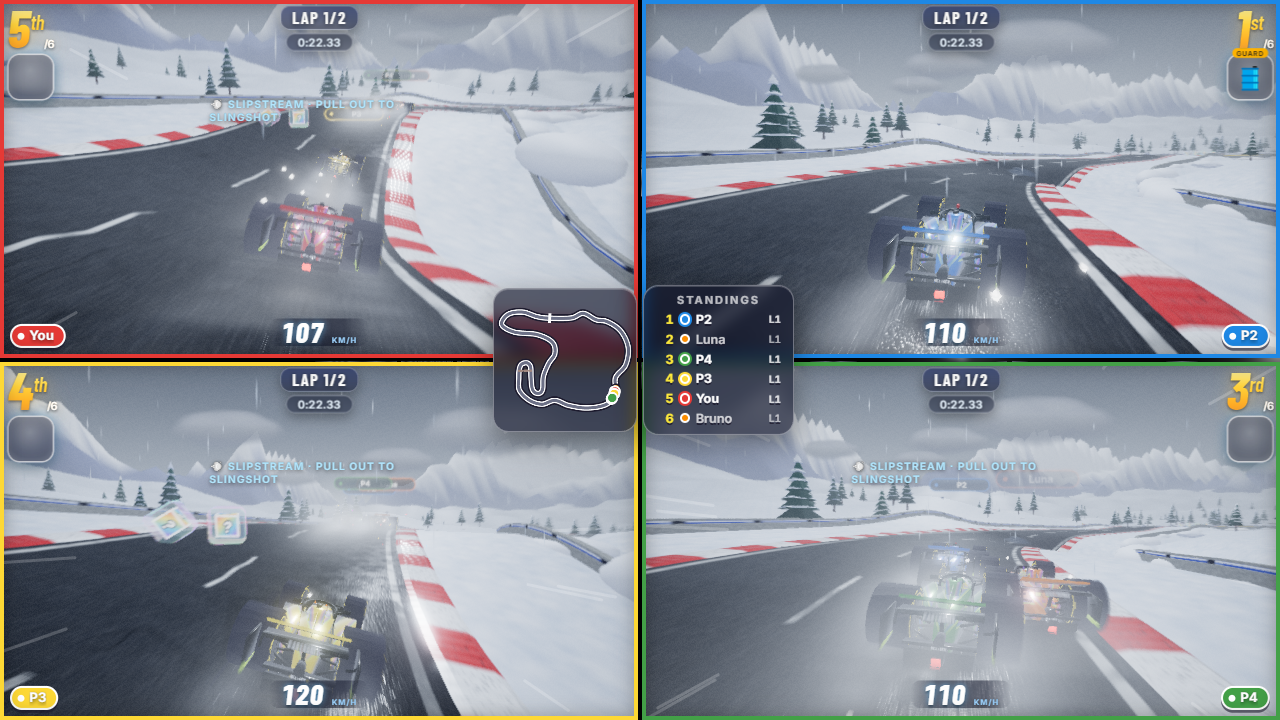 5th
/6
LAP 1/2
0:22.33
SLIPSTREAM · PULL OUT TO
SLINGSHOT
You
107 KM/H
LAP 1/2
0:22.33
1st
/6
GUARD
110 KM/H
P2
STANDINGS
1 P2 L1
2 Luna L1
3 P4 L1
4 P3 L1
5 You L1
6 Bruno L1
4th
/6
LAP 1/2
0:22.33
SLIPSTREAM · PULL OUT TO
SLINGSHOT
P4
?
?
P3
120 KM/H
LAP 1/2
0:22.33
3rd
/6
SLIPSTREAM · PULL OUT TO
SLINGSHOT
P2
Luna
110 KM/H
P4